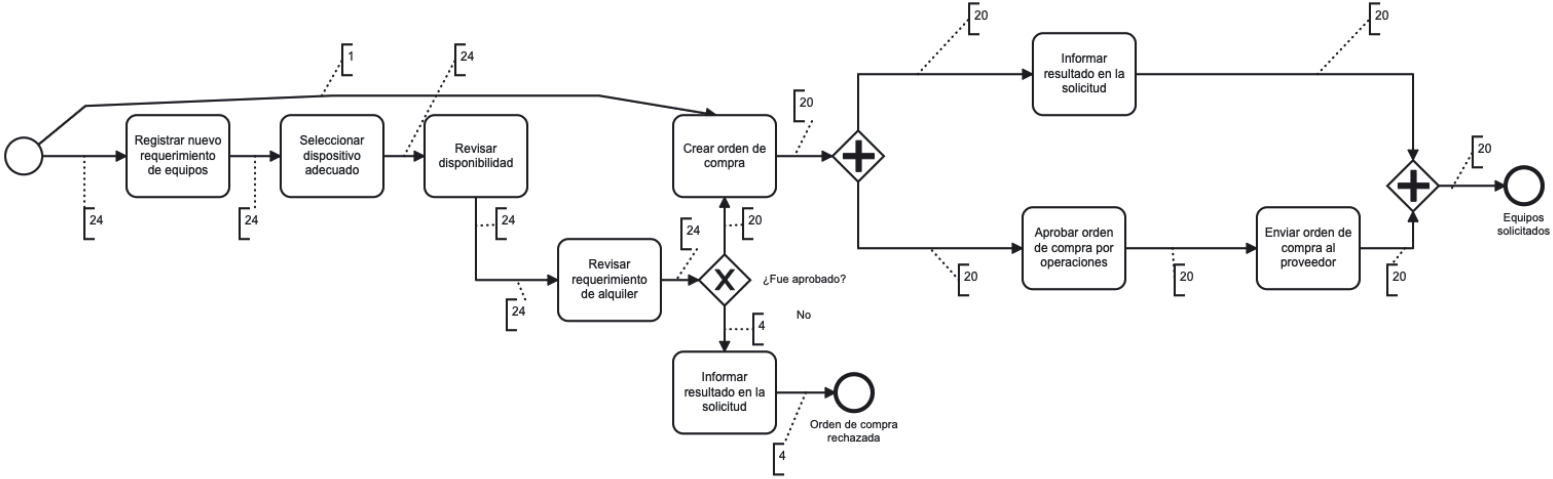 20
20
1
24
Informar
resultado en la
solicitud
20
Registrar nuevo
requerimiento
de equipos
Seleccionar
dispositivo
adecuado
Revisar
disponibilidad
Crear orden de
compra
20
24
24
24
20
Equipos
solicitados
24
Aprobar orden
de compra por
operaciones
Enviar orden de
compra al
proveedor
Revisar
requerimiento
de alquiler
¿Fue aprobado?
20
20
20
24
No
4
Informar
resultado en la
solicitud
Orden de compra
rechazada
4